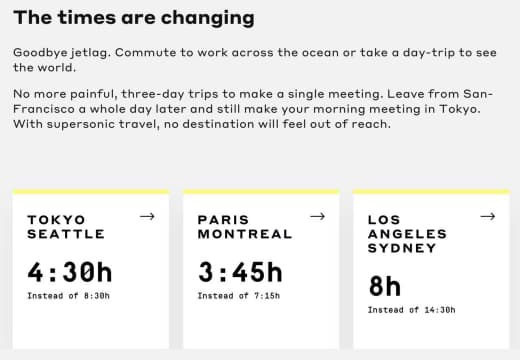 The times are changing
Goodbye jetlag. Commute to work across the ocean or take a day-trip to see
the world.
No more painful, three-day trips to make a single meeting. Leave from San-
Francisco a whole day later and still make your morning meeting in Tokyo.
With supersonic travel, no destination will feel out of reach.
TOKYO
SEATTLE
4:30h
Instead of 8:30h
PARIS
MONTREAL
3:45h
Instead of 7:15h
LOS
ANGELES
SYDNEY
8h
Instead of 14:30h